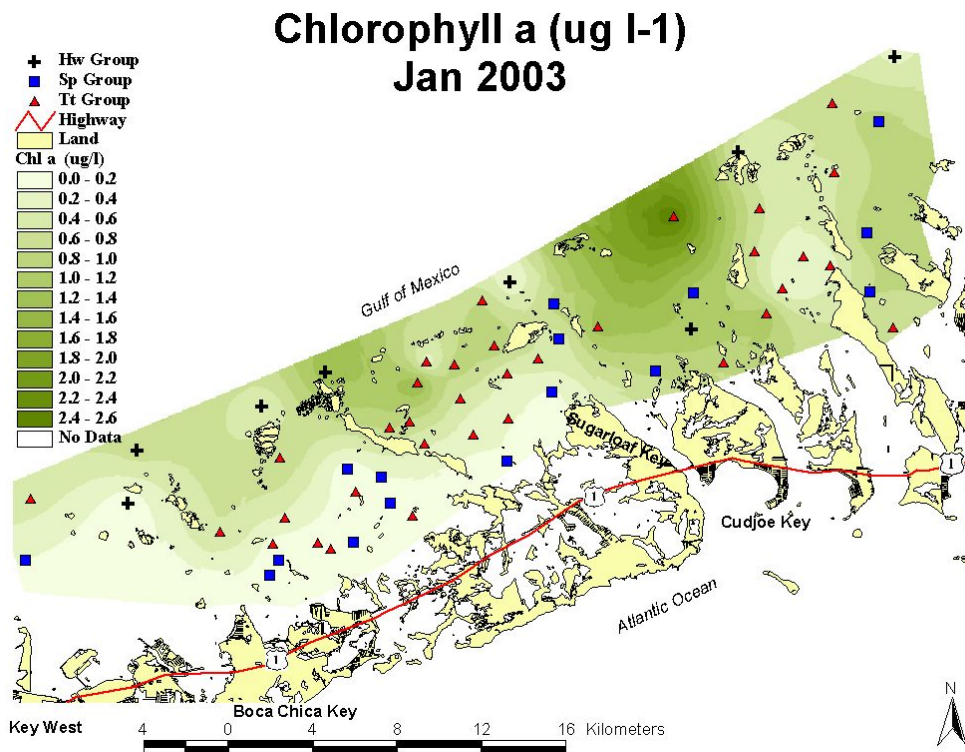 Chlorophyll a (ug l-1)
Jan 2003
Hw Group
Sp Group
Tt Group
Highway
Land
Chl a (ug/l)
0.0 - 0.2
0.2 - 0.4
0.4 - 0.6
0.6 - 0.8
0.8 - 1.0
1.0 - 1.2
1.2 - 1.4
1.4 - 1.6
1.6 - 1.8
1.8 - 2.0
2.0 - 2.2
2.2 - 2.4
2.4 - 2.6
No Data
Gulf of Mexico
Sugarloaf Key
1
1
Cudjoe Key
Atlantic Ocean
1
Boca Chica Key
Key West
4 0 4 8 12 16 Kilometers
N